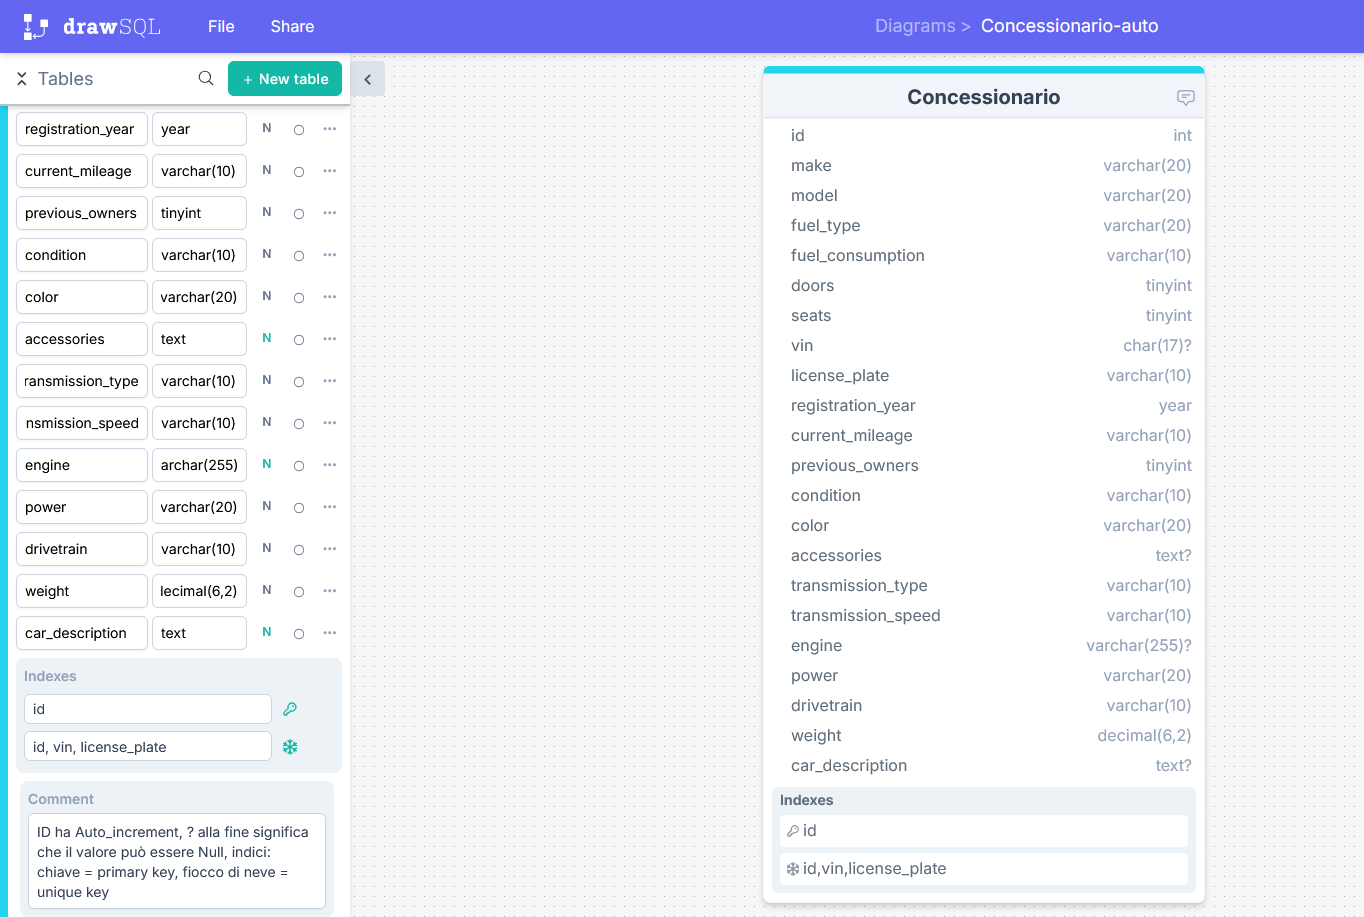 drawSQL
File
Share
Diagrams > Concessionario-auto
Tables
+ New table
registration_year year N
current_mileage varchar(10) N
previous_owners tinyint N
condition varchar(10) N
color varchar(20) N
accessories text N
ransmission_type varchar(10) N
nsmission_speed varchar(10) N
engine archar(255) N
power varchar(20) N
drivetrain varchar(10) N
weight lecimal(6,2) N
car_description text N
Indexes
id
id, vin, license_plate
Comment
ID ha Auto_increment, ? alla fine significa
che il valore può essere Null, indici:
chiave = primary key, fiocco di neve =
unique key
Concessionario
id int
make varchar(20)
model varchar(20)
fuel_type varchar(20)
fuel_consumption varchar(10)
doors tinyint
seats tinyint
vin char(17)?
license_plate varchar(10)
registration_year year
current_mileage varchar(10)
previous_owners tinyint
condition varchar(10)
color varchar(20)
accessories text?
transmission_type varchar(10)
transmission_speed varchar(10)
engine varchar(255)?
power varchar(20)
drivetrain varchar(10)
weight decimal(6,2)
car_description text?
Indexes
id
id,vin,license_plate